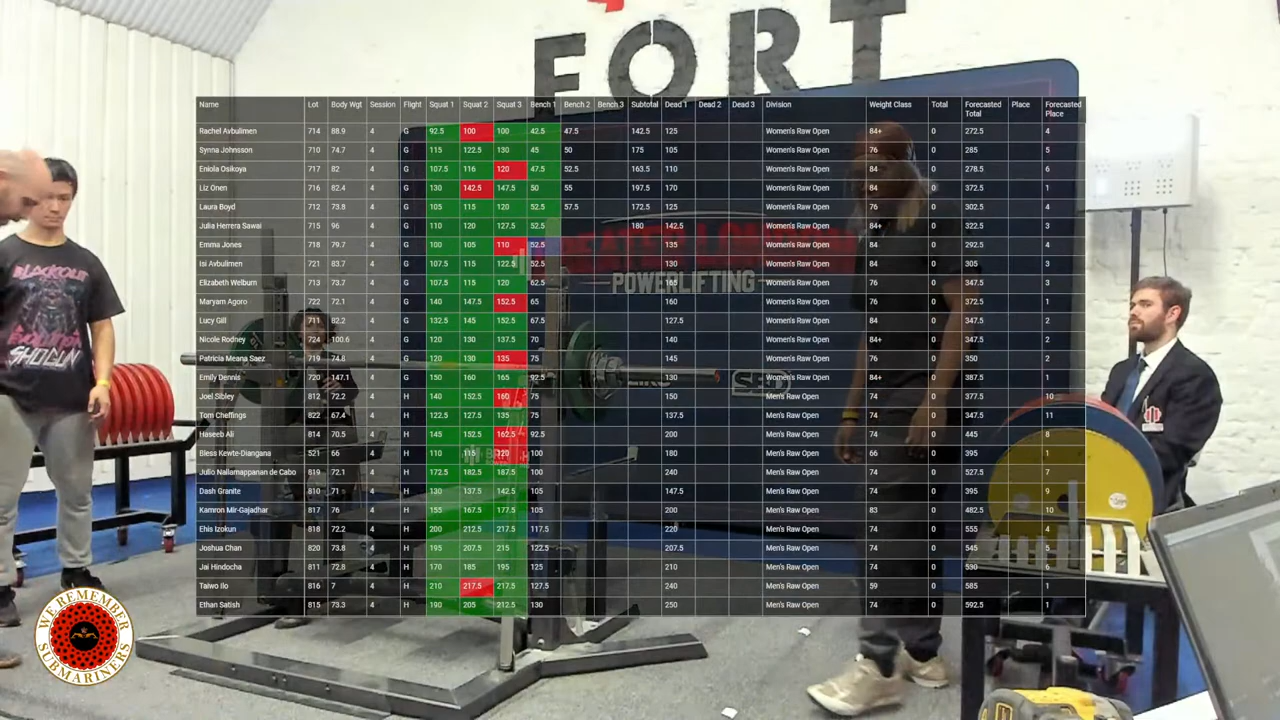 FORT
Name Lot Body Wgt Session Flight Squat 1 Squat 2 Squat 3 Bench 1 Bench 2 Bench 3 Subtotal Dead 1 Dead 2 Dead 3 Division Weight Class Total Forecasted Total Place Forecasted Place
Rachel Avbulimen 714 88.9 4 G 92.5 100 100 42.5 47.5 142.5 125 Women's Raw Open 84+ 0 272.5 4
Synna Johnsson 710 74.7 4 G 115 122.5 130 45 50 175 105 Women's Raw Open 76 0 285 5
Eniola Osikoya 717 82 4 G 107.5 116 120 47.5 52.5 163.5 110 Women's Raw Open 84 0 278.5 6
Liz Onen 716 82.4 4 G 130 142.5 147.5 50 55 197.5 170 Women's Raw Open 84 0 372.5 1
Laura Boyd 712 73.8 4 G 105 115 120 52.5 57.5 172.5 125 Women's Raw Open 76 0 302.5 4
Julia Herrera Sawai 715 96 4 G 110 120 127.5 52.5 180 142.5 Women's Raw Open 84+ 0 322.5 3
Emma Jones 718 79.7 4 G 100 105 110 52.5 135 Women's Raw Open 84 0 292.5 4
Isi Avbulimen 721 83.7 4 G 107.5 115 122.5 52.5 130 Women's Raw Open 84 0 305 3
Elizabeth Welburn 713 73.7 4 G 107.5 115 120 62.5 165 Women's Raw Open 76 0 347.5 3
Maryam Agoro 722 72.1 4 G 140 147.5 152.5 65 160 Women's Raw Open 76 0 372.5 1
Lucy Gill 711 82.2 4 G 132.5 145 152.5 67.5 127.5 Women's Raw Open 84 0 347.5 2
Nicole Rodney 724 100.6 4 G 120 130 137.5 70 140 Women's Raw Open 84+ 0 347.5 2
Patricia Meana Saez 719 74.8 4 G 120 130 135 75 145 Women's Raw Open 76 0 350 2
Emily Dennis 720 147.1 4 G 150 160 165 92.5 130 Women's Raw Open 84+ 0 387.5 1
Joel Sibley 812 72.2 4 H 140 152.5 160 75 150 Men's Raw Open 74 0 377.5 10
Tom Cheffings 822 67.4 4 H 122.5 127.5 135 75 137.5 Men's Raw Open 74 0 347.5 11
Haseeb Ali 814 70.5 4 H 145 152.5 162.5 92.5 200 Men's Raw Open 74 0 445 8
Bless Kewte-Diangana 521 66 4 H 110 115 120 100 180 Men's Raw Open 66 0 395 1
Julio Nallamappanan de Cabo 819 72.1 4 H 172.5 182.5 187.5 100 240 Men's Raw Open 74 0 527.5 7
Dash Granite 810 71 4 H 130 137.5 142.5 105 147.5 Men's Raw Open 74 0 395 9
Kamron Mir-Gajadhar 817 76 4 H 155 167.5 177.5 105 200 Men's Raw Open 83 0 482.5 10
Ehis Izokun 818 72.2 4 H 200 212.5 217.5 117.5 220 Men's Raw Open 74 0 555 4
Joshua Chan 820 73.8 4 H 195 207.5 215 122.5 207.5 Men's Raw Open 74 0 545 5
Jai Hindocha 811 72.8 4 H 170 185 195 125 210 Men's Raw Open 74 0 530 6
Taiwo Ilo 816 7 4 H 210 217.5 217.5 127.5 240 Men's Raw Open 59 0 585 1
Ethan Satish 815 73.3 4 H 190 205 212.5 130 250 Men's Raw Open 74 0 592.5 1
POWERLIFTING
SBD
BLACKOUT
SHOGUN
WE REMEMBER
SUBMARINERS